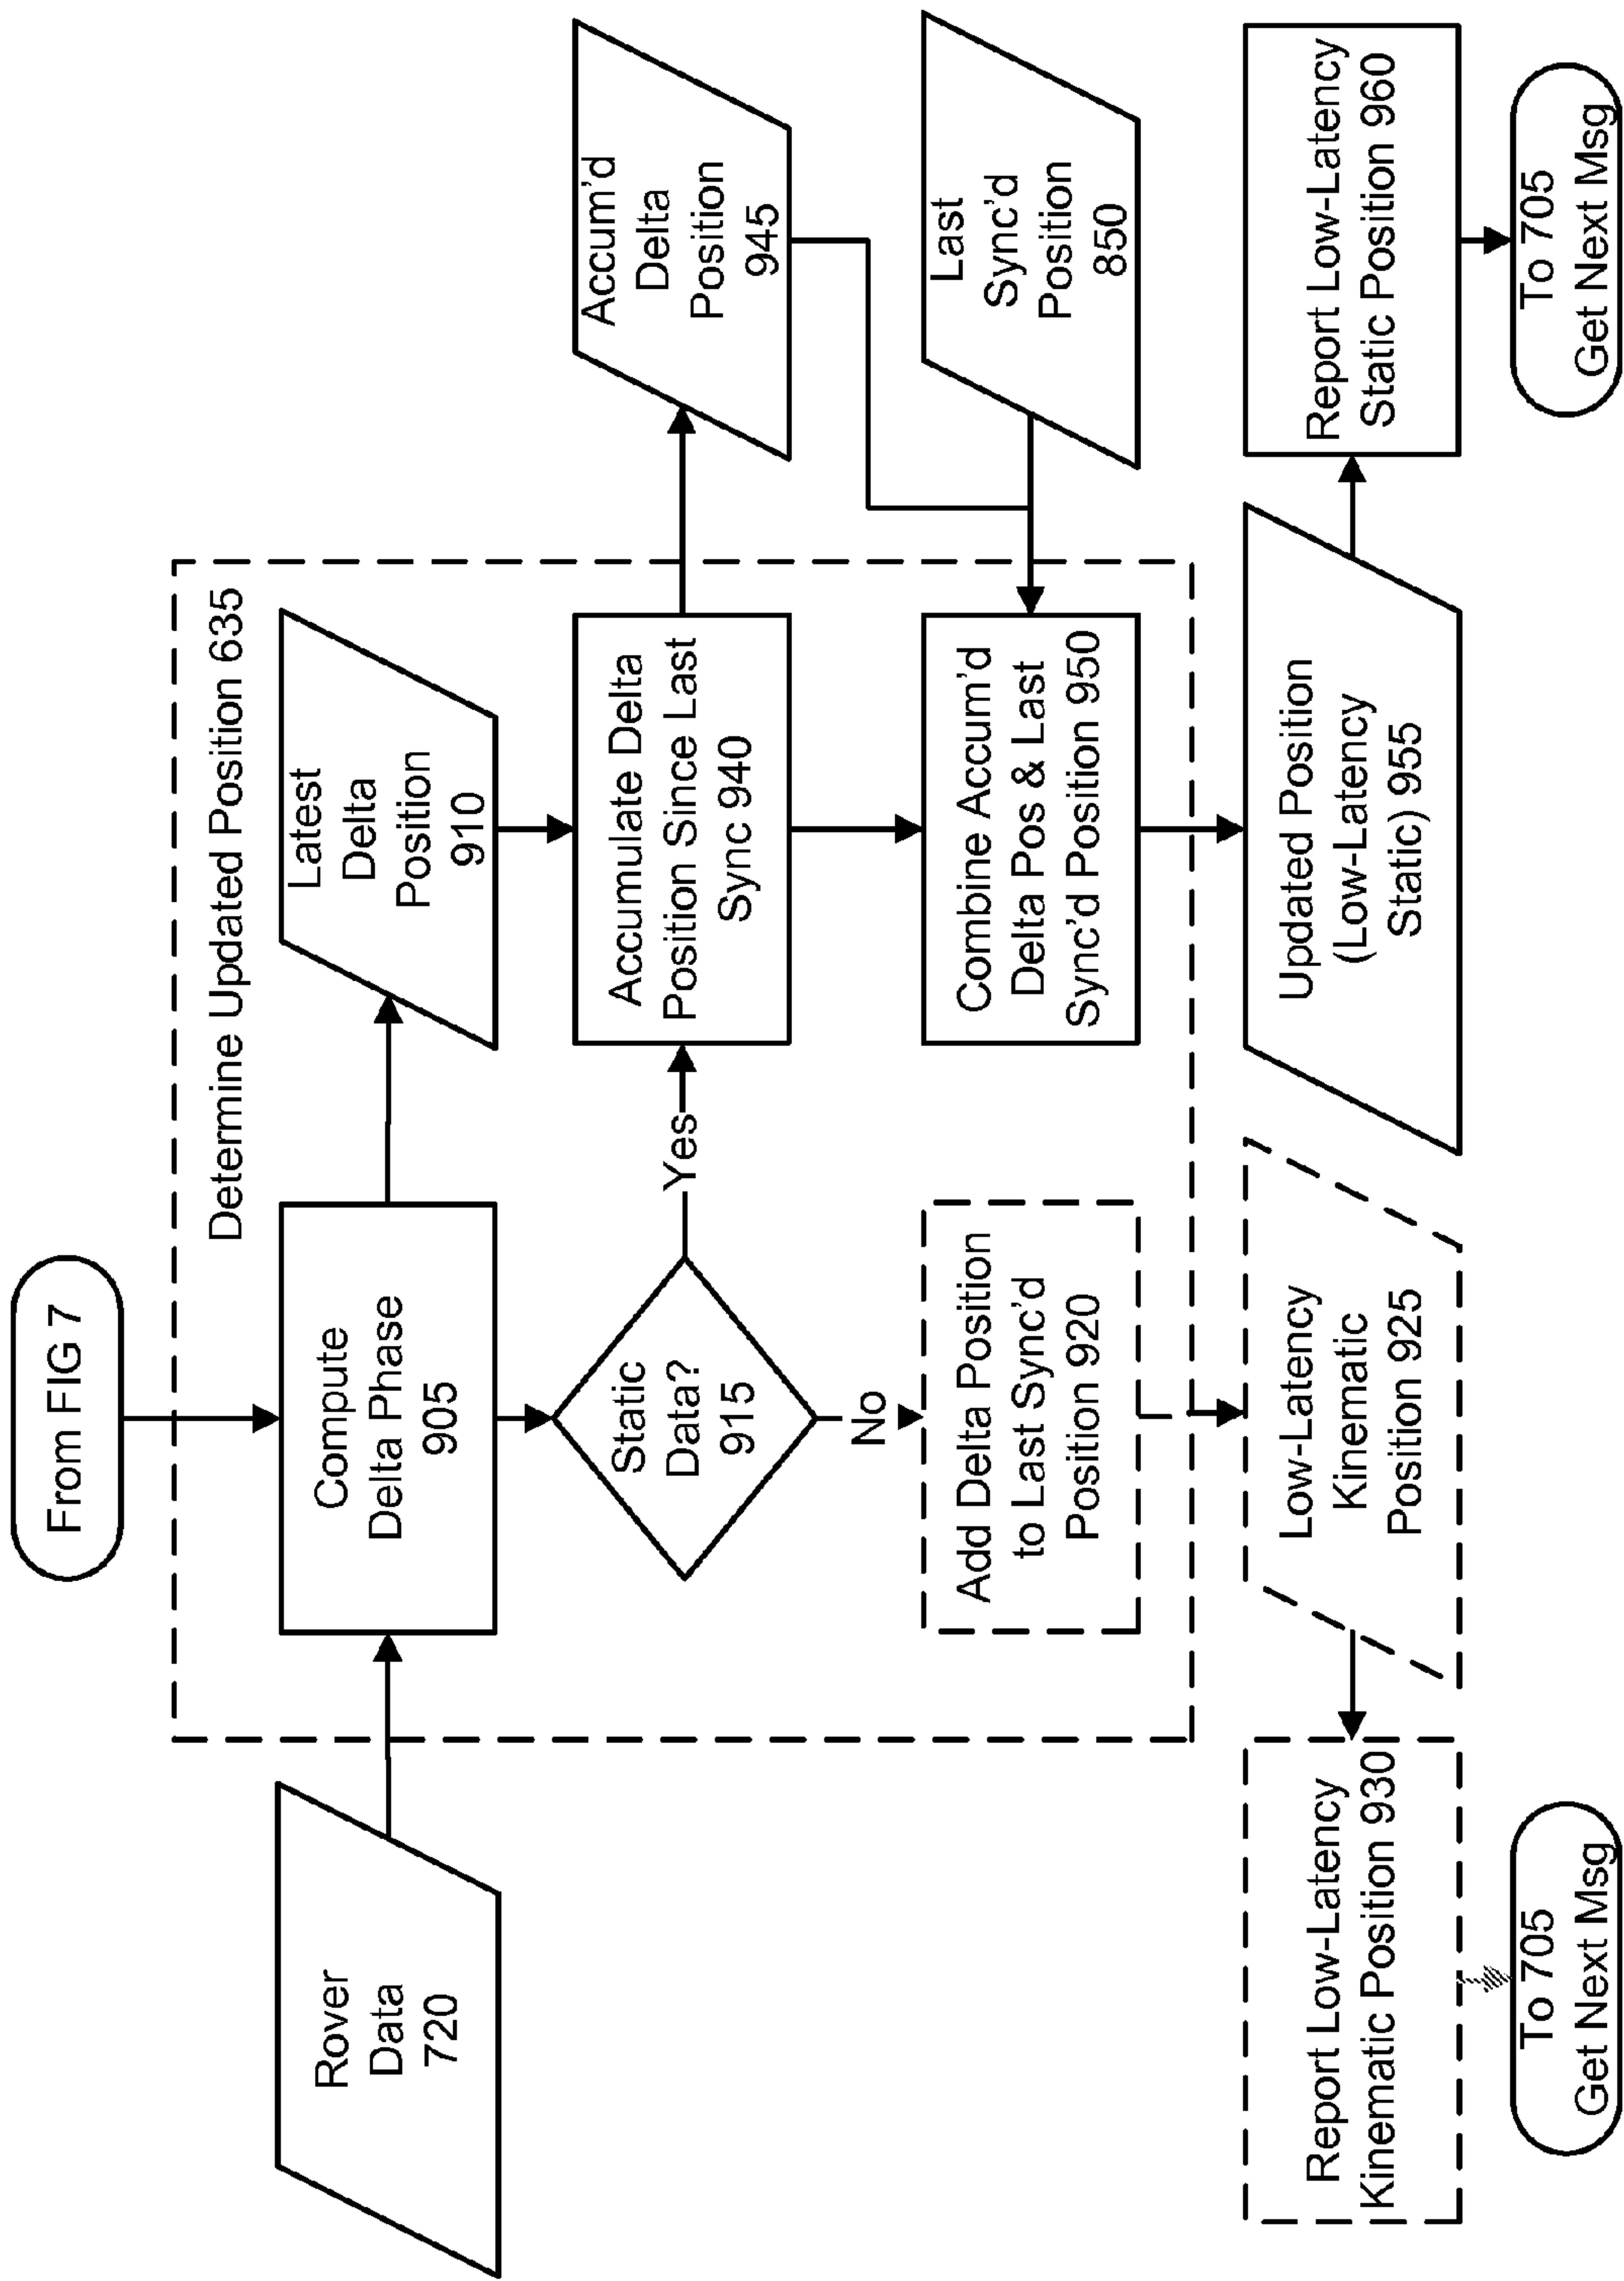 From FIG 7
Determine Updated Position 635
Rover
Data
720
Compute
Delta Phase
905
Latest
Delta
Position
910
Static
Data?
915
Yes
No
Accumulate Delta
Position Since Last
Sync 940
Accum'd
Delta
Position
945
Add Delta Position
to Last Sync'd
Position 920
Combine Accum'd
Delta Pos & Last
Sync'd Position 950
Last
Sync'd
Position
850
Report Low-Latency
Kinematic Position 930
Low-Latency
Kinematic
Position 925
Updated Position
(Low-Latency
Static) 955
Report Low-Latency
Static Position 960
To 705
Get Next Msg
To 705
Get Next Msg